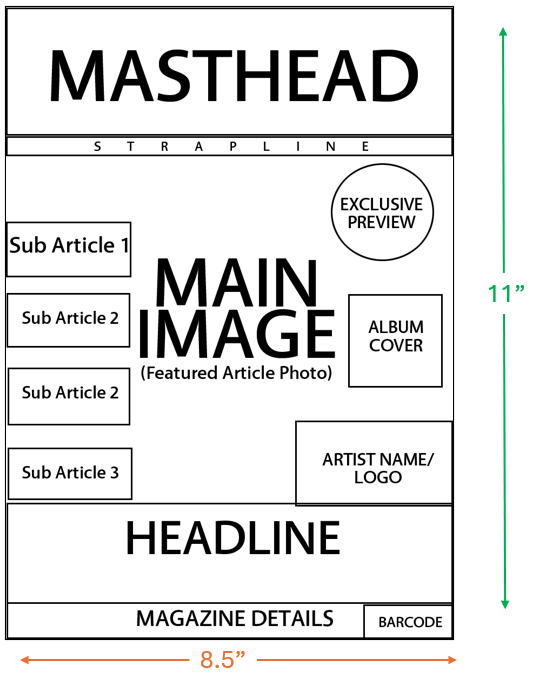 MASTHEAD
S T R A P L I N E
EXCLUSIVE
PREVIEW
Sub Article 1
MAIN
IMAGE
(Featured Article Photo)
11”
Sub Article 2
ALBUM
COVER
Sub Article 2
ARTIST NAME/
LOGO
Sub Article 3
HEADLINE
MAGAZINE DETAILS
BARCODE
8.5”